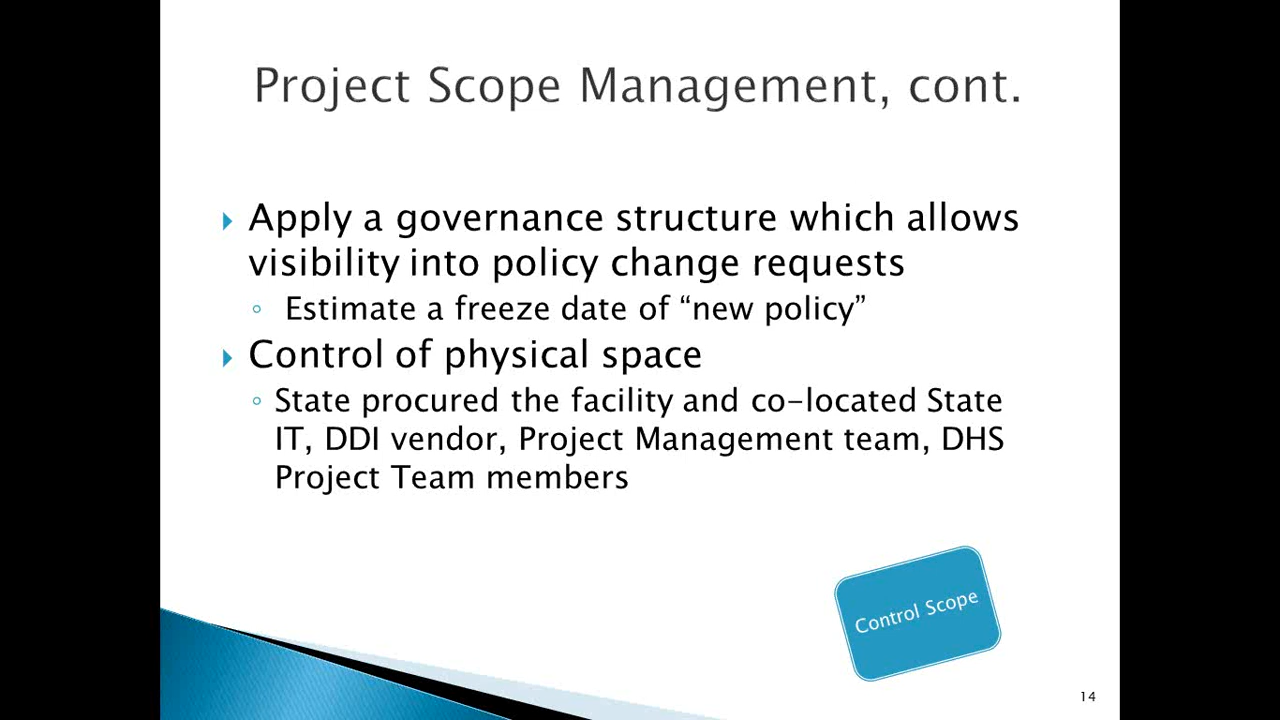 Project Scope Management, cont.
Apply a governance structure which allows
visibility into policy change requests
Estimate a freeze date of “new policy”
Control of physical space
State procured the facility and co-located State
IT, DDI vendor, Project Management team, DHS
Project Team members
Control Scope
14